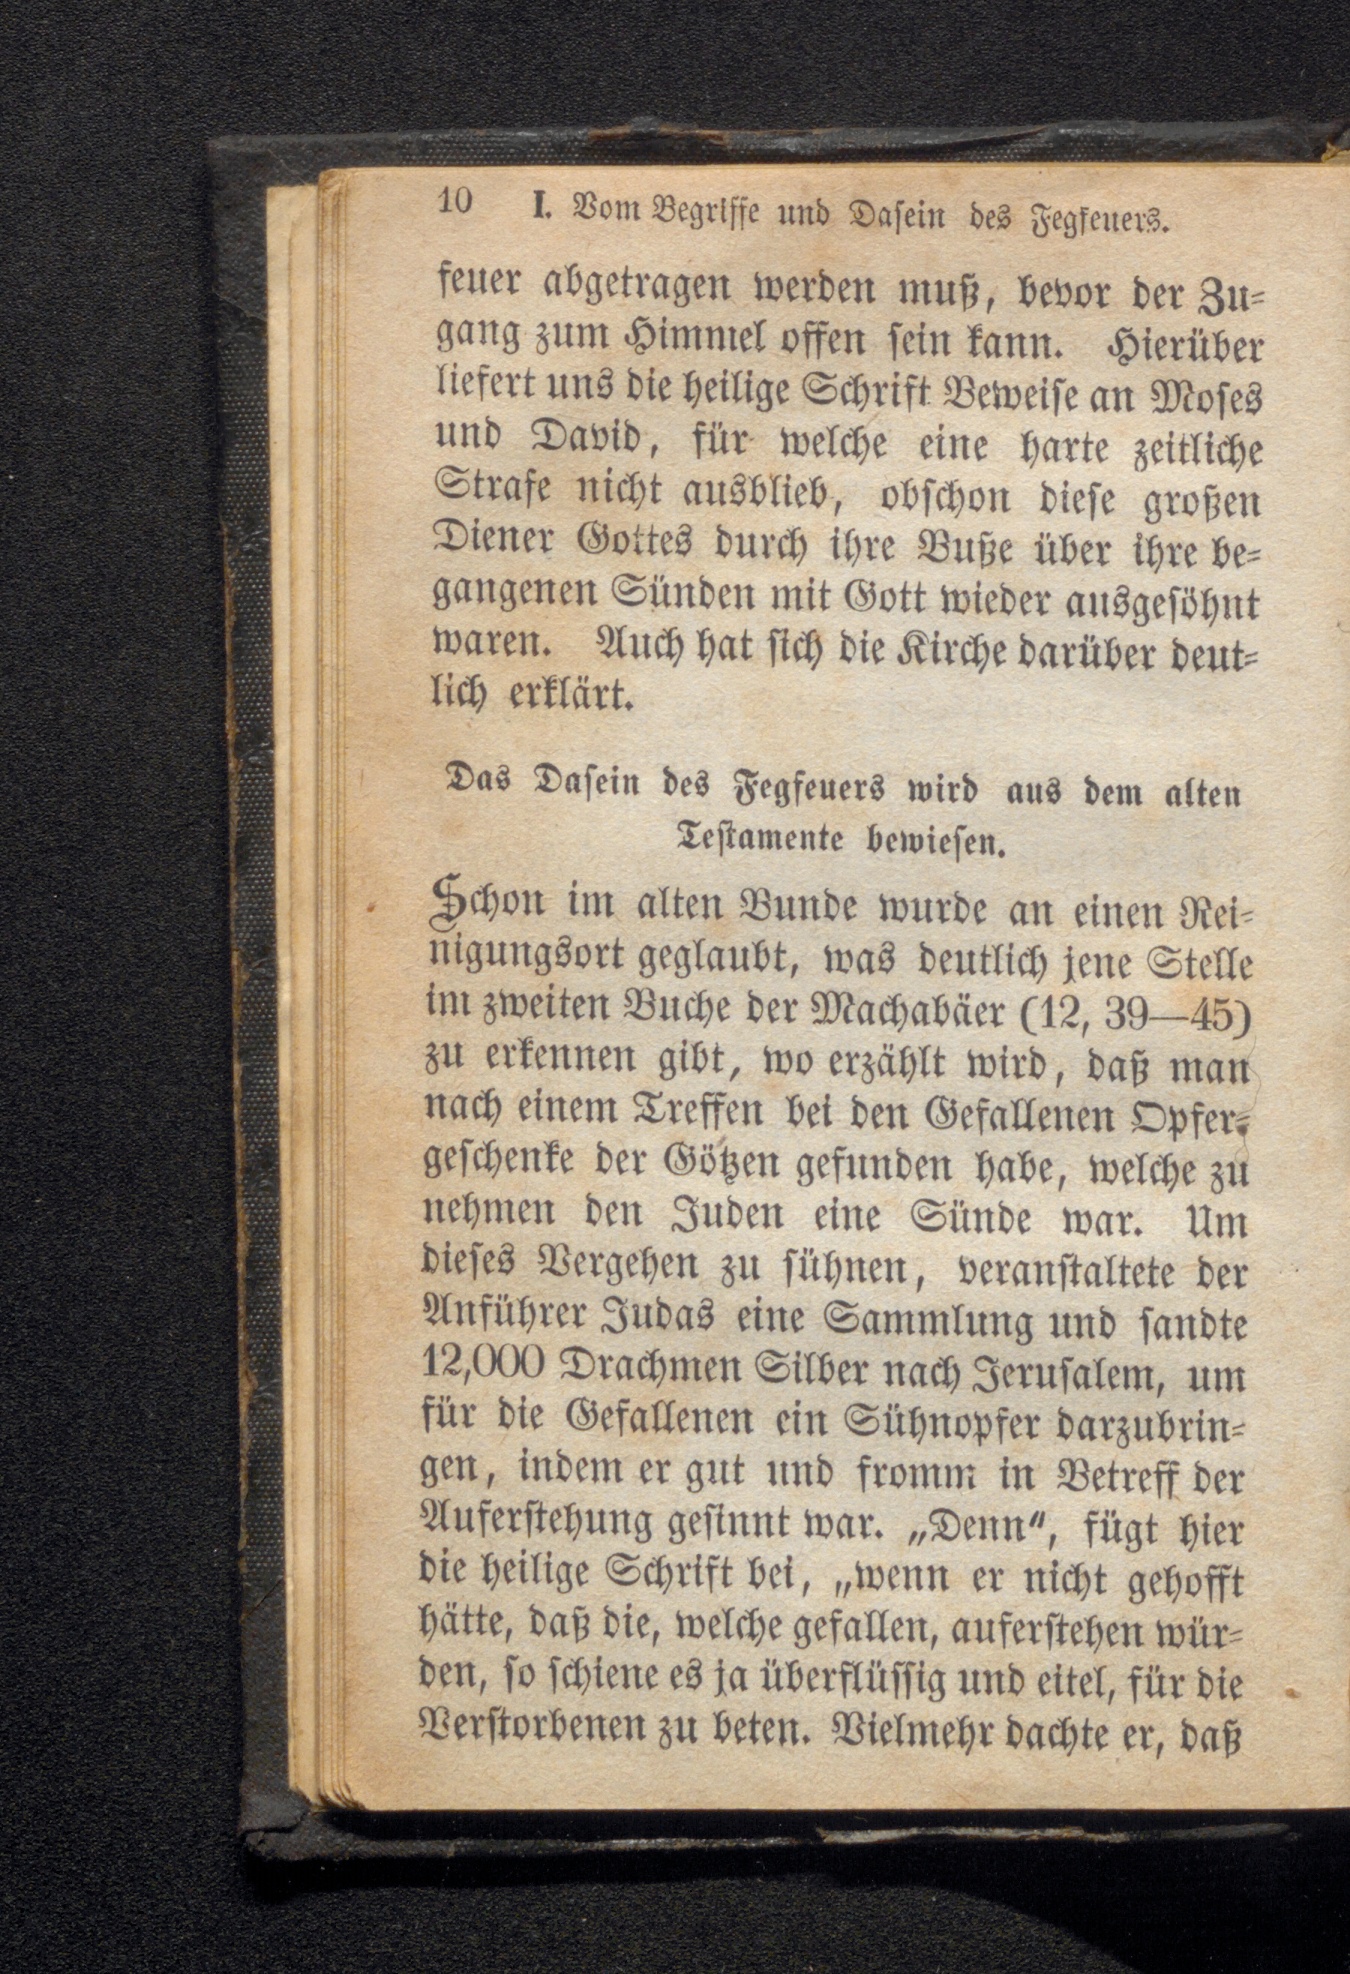 10 I. Vom Begriffe und Dasein des Fegfeuers.
feuer abgetragen werden muß, bevor der Zu-
gang zum Himmel offen sein kann. Hierüber
liefert uns die heilige Schrift Beweise an Moses
und David, für welche eine harte zeitliche
Strafe nicht ausblieb, obschon diese großen
Diener Gottes durch ihre Buße über ihre be-
gangenen Sünden mit Gott wieder ausgesöhnt
waren. Auch hat sich die Kirche darüber deut-
lich erklärt.
Das Dasein des Fegfeuers wird aus dem alten
Testamente bewiesen.
Schon im alten Bunde wurde an einen Rei-
nigungsort geglaubt, was deutlich jene Stelle
im zweiten Buche der Machabäer (12, 39—45)
zu erkennen gibt, wo erzählt wird, daß man
nach einem Treffen bei den Gefallenen Opfer-
geschenke der Götzen gefunden habe, welche zu
nehmen den Juden eine Sünde war. Um
dieses Vergehen zu sühnen, veranstaltete der
Anführer Judas eine Sammlung und sandte
12,000 Drachmen Silber nach Jerusalem, um
für die Gefallenen ein Sühnopfer darzubrin-
gen, indem er gut und fromm in Betreff der
Auferstehung gesinnt war. „Denn“, fügt hier
die heilige Schrift bei, „wenn er nicht gehofft
hätte, daß die, welche gefallen, auferstehen wür-
den, so schiene es ja überflüssig und eitel, für die
Verstorbenen zu beten. Vielmehr dachte er, daß